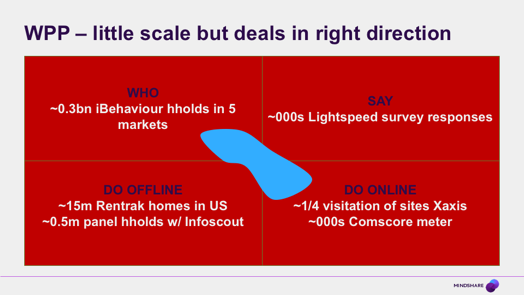 WPP – little scale but deals in right direction
WHO
~0.3bn iBehaviour hholds in 5
markets
SAY
~000s Lightspeed survey responses
DO OFFLINE
~15m Rentrak homes in US
~0.5m panel hholds w/ Infoscout
DO ONLINE
~1/4 visitation of sites Xaxis
~000s Comscore meter
MINDSHARE